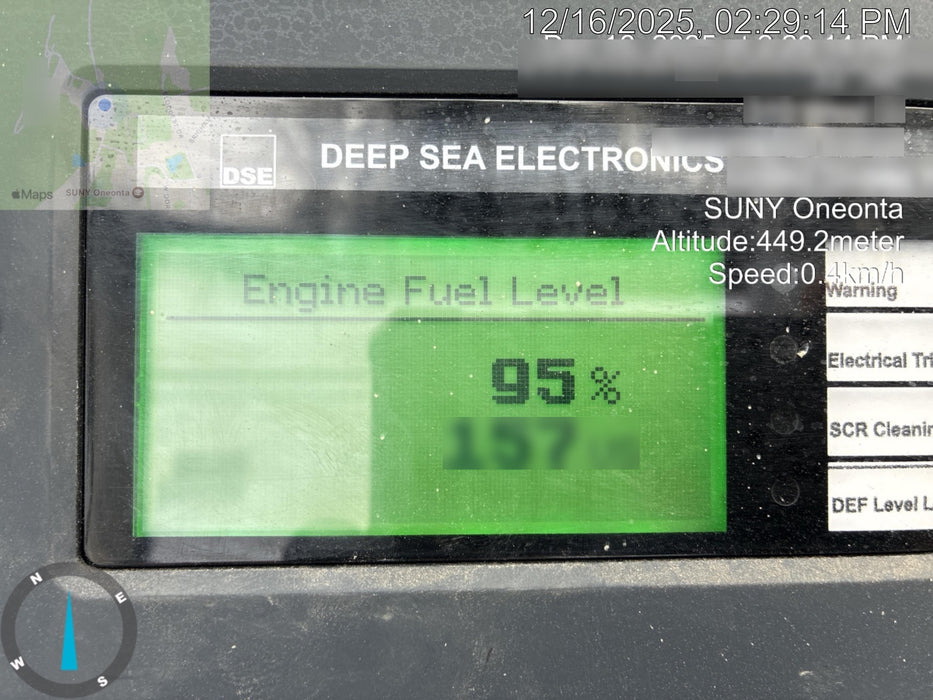 12/16/2025, 02:29:14 PM
DSE
DEEP SEA ELECTRONICS
Maps
SUNY Oneonta
SUNY Oneonta
Altitude:449.2meter
Speed:0.4km/h
Engine Fuel Level
95 %
Warning
Electrical Tri
SCR Cleanin
DEF Level L
N
E
W
S